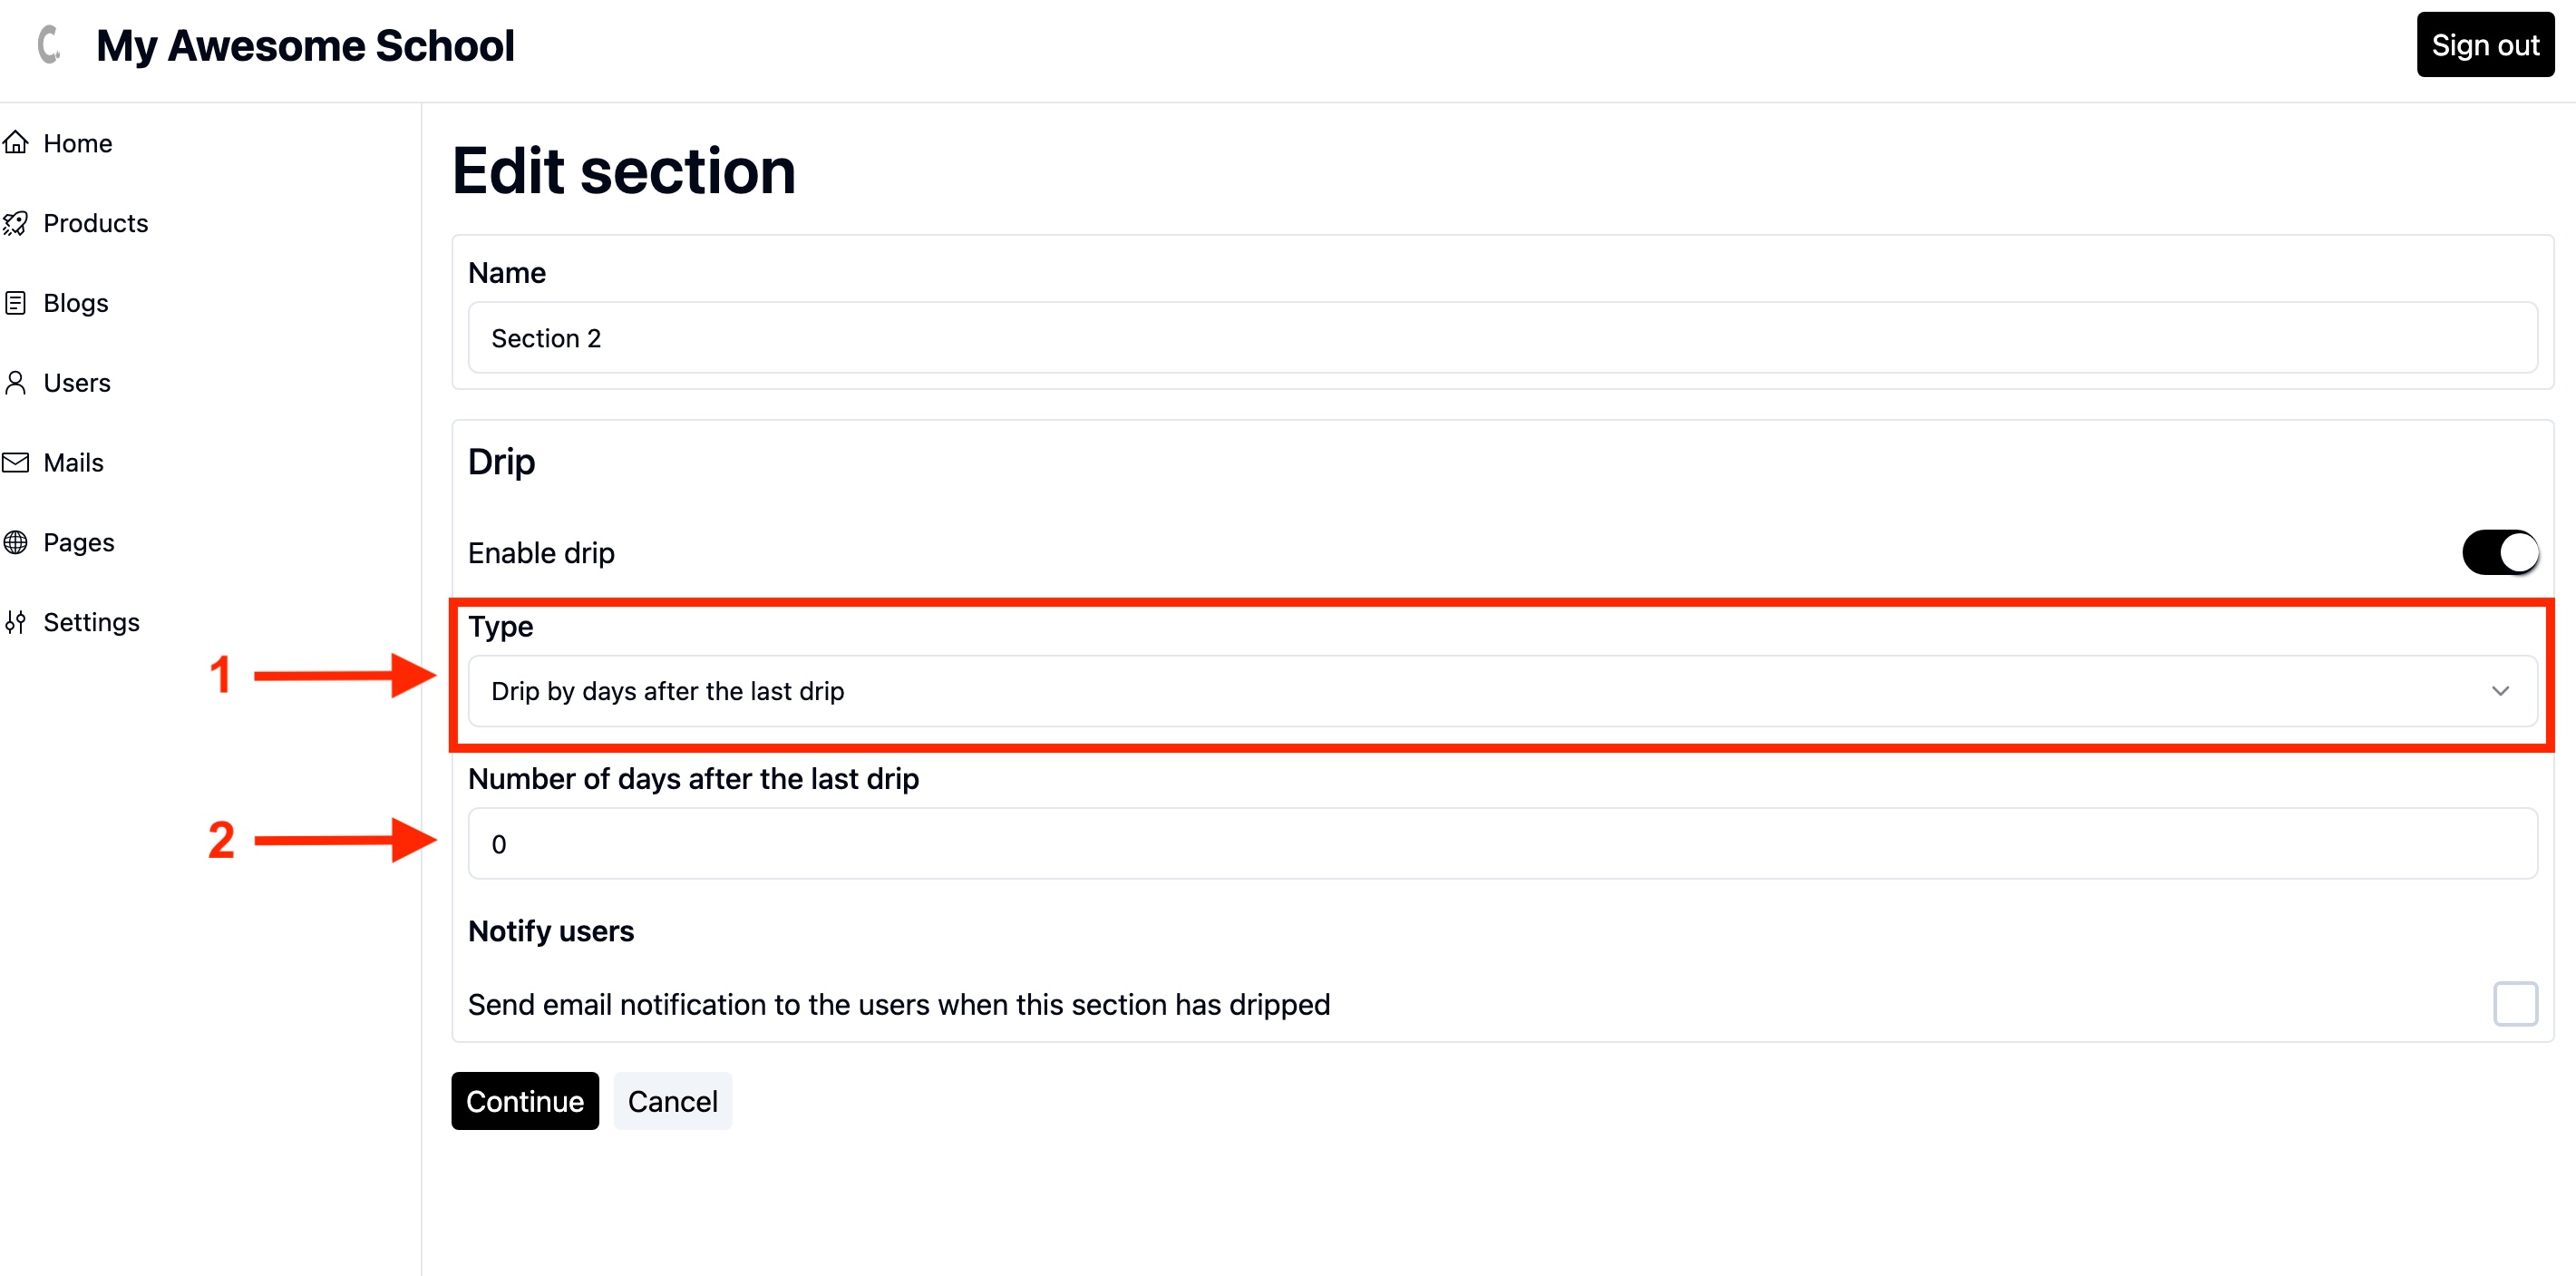 My Awesome School
Sign out
Home
Products
Blogs
Users
Mails
Pages
Settings
Edit section
Name
Section 2
Drip
Enable drip
1
Type
Drip by days after the last drip
Number of days after the last drip
2
0
Notify users
Send email notification to the users when this section has dripped
Continue
Cancel